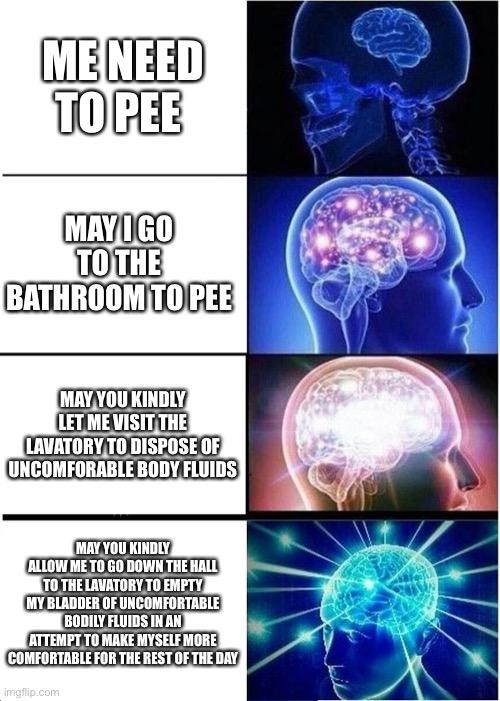 ME NEED
TO PEE
MAY I GO
TO THE
BATHROOM TO PEE
MAY YOU KINDLY
LET ME VISIT THE
LAVATORY TO DISPOSE OF
UNCOMFORABLE BODY FLUIDS
MAY YOU KINDLY
ALLOW ME TO GO DOWN THE HALL
TO THE LAVATORY TO EMPTY
MY BLADDER OF UNCOMFORTABLE
BODILY FLUIDS IN AN
ATTEMPT TO MAKE MYSELF MORE
COMFORTABLE FOR THE REST OF THE DAY
imgflip.com